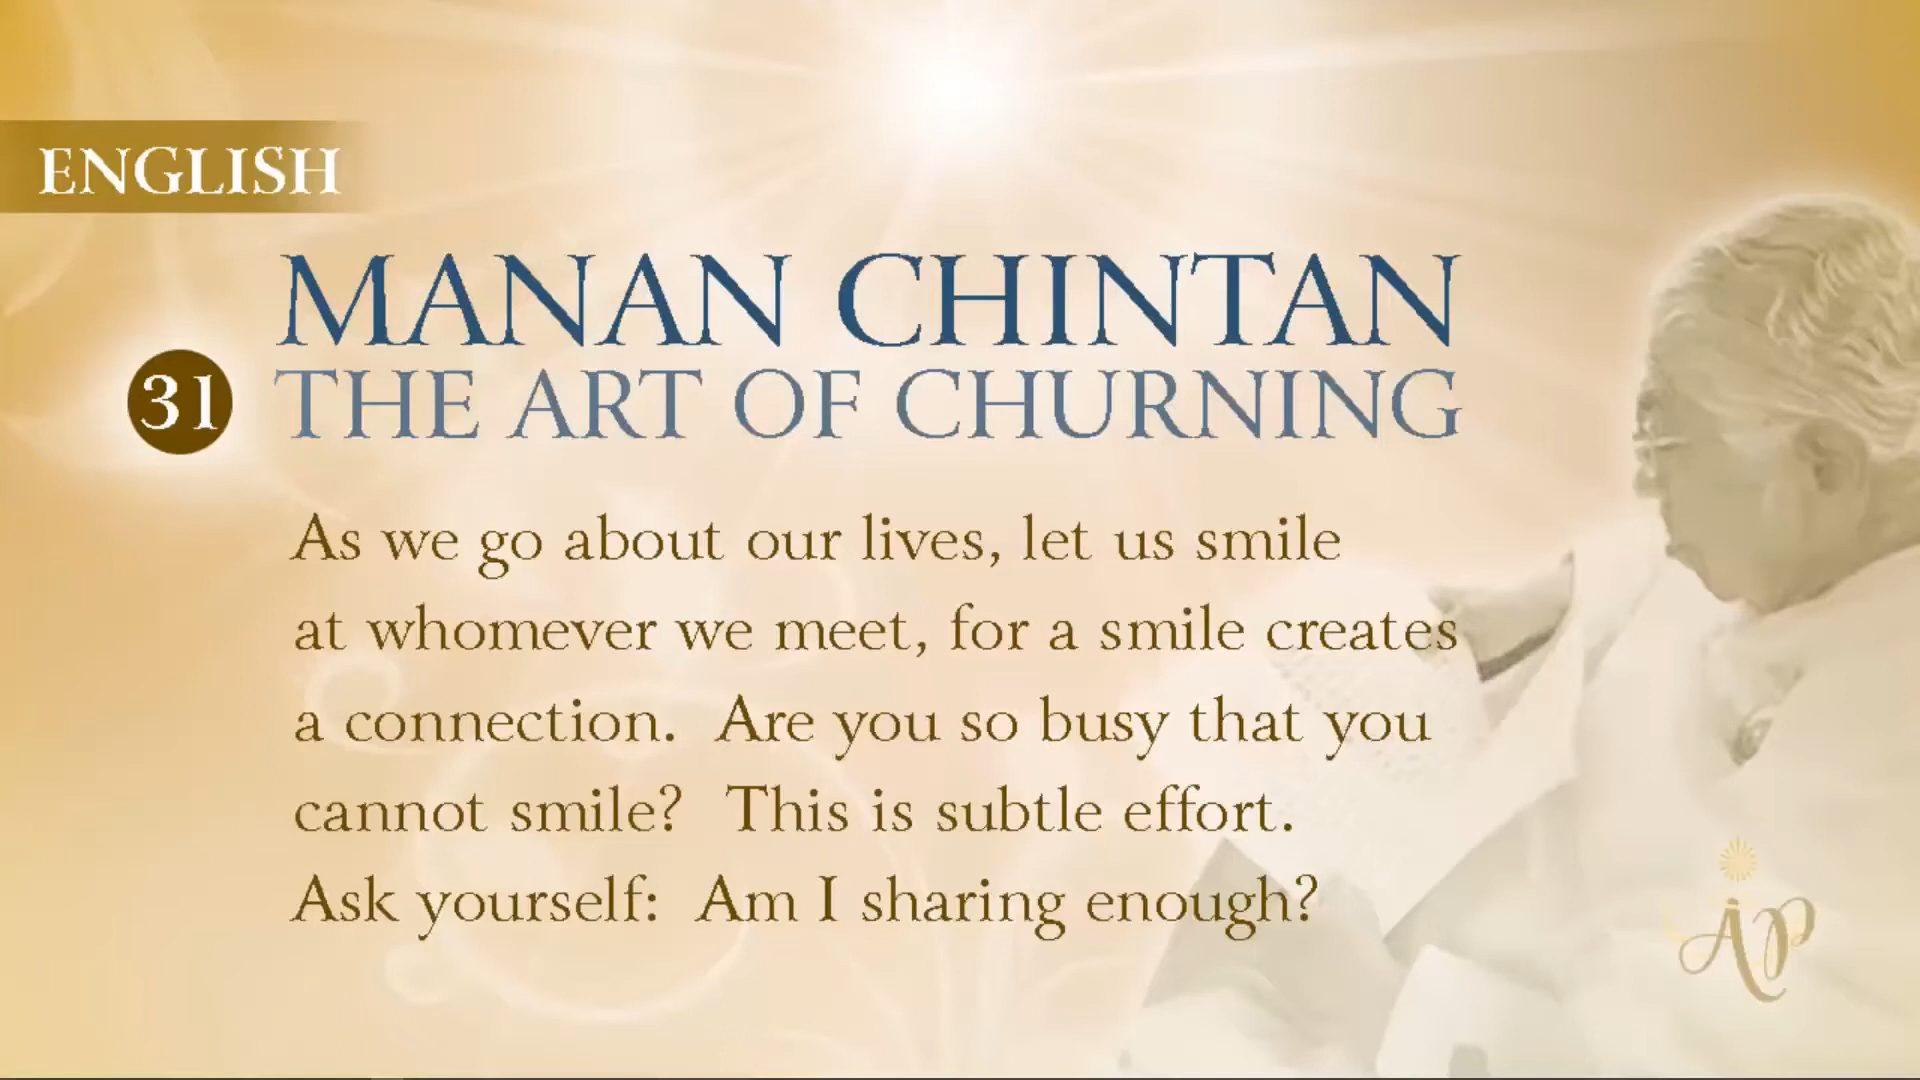 ENGLISH
MANAN CHINTAN
31 THE ART OF CHURNING
As we go about our lives, let us smile
at whomever we meet, for a smile creates
a connection.  Are you so busy that you
cannot smile?  This is subtle effort.
Ask yourself:  Am I sharing enough?
AP